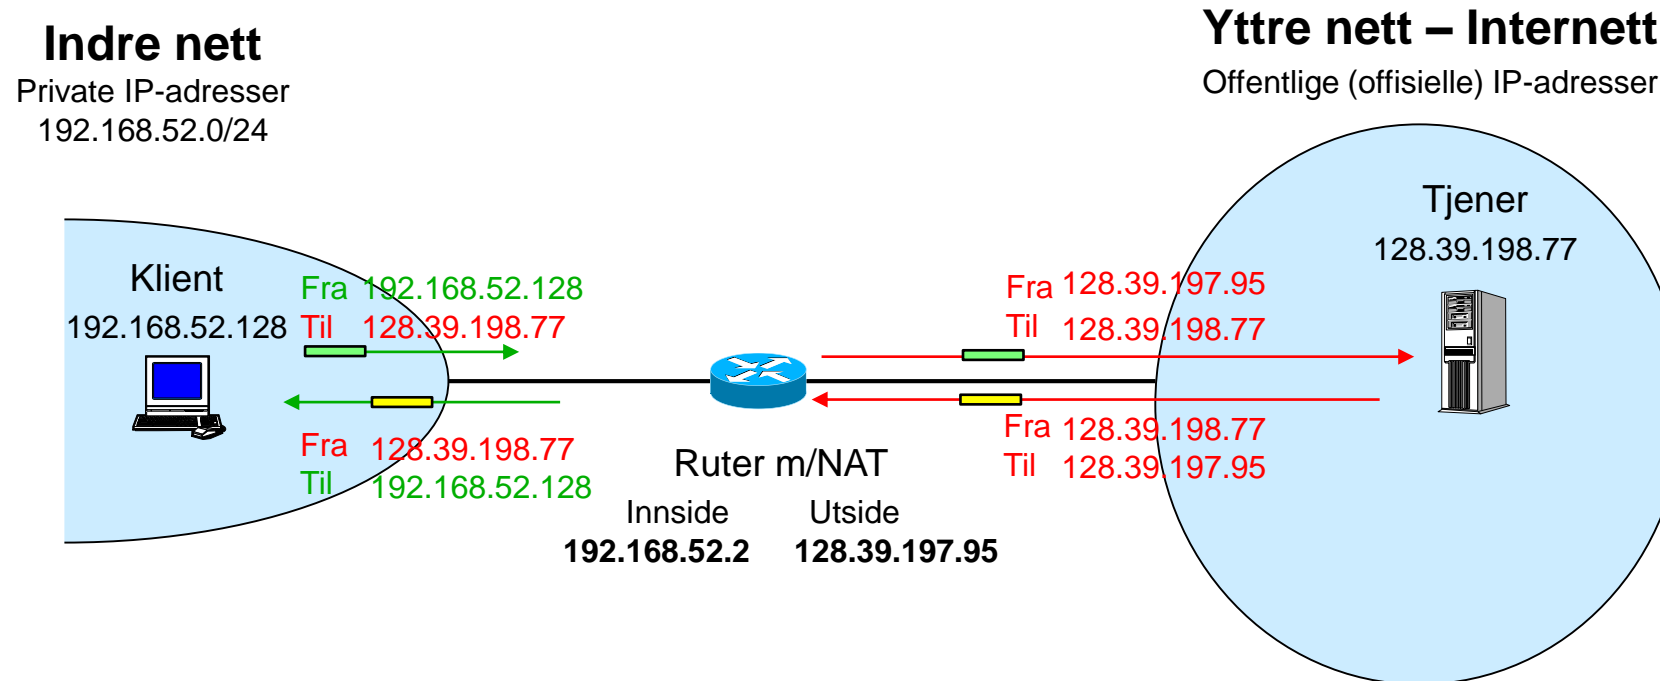 Indre nett
Private IP-adresser
192.168.52.0/24
Yttre nett – Internett
Offentlige (offisielle) IP-adresser
Klient
192.168.52.128
Fra 192.168.52.128
Til 128.39.198.77
Fra 128.39.198.77
Til 192.168.52.128
Ruter m/NAT
Innside Utside
192.168.52.2 128.39.197.95
Fra 128.39.197.95
Til 128.39.198.77
Fra 128.39.198.77
Til 128.39.197.95
Tjener
128.39.198.77